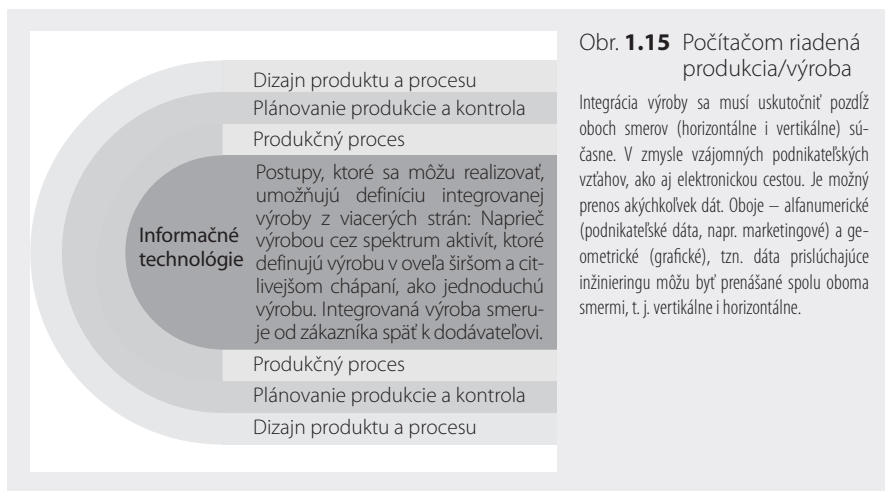 Dizajn produktu a procesu
Plánovanie produkcie a kontrola
Produkčný proces
Informačné
technológie
Postupy, ktoré sa môžu realizovať,
umožňujú definíciu integrovanej
výroby z viacerých strán: Naprieč
výrobou cez spektrum aktivít, ktoré
definujú výrobu v oveľa širšom a cit-
livejšom chápaní, ako jednoduchú
výrobu. Integrovaná výroba smeru-
je od zákazníka späť k dodávateľovi.
Produkčný proces
Plánovanie produkcie a kontrola
Dizajn produktu a procesu
Obr. 1.15 Počítačom riadená
produkcia/výroba
Integrácia výroby sa musí uskutočniť pozdĺž
oboch smerov (horizontálne i vertikálne) sú-
časne. V zmysle vzájomných podnikateľských
vzťahov, ako aj elektronickou cestou. Je možný
prenos akýchkoľvek dát. Oboje – alfanumerické
(podnikateľské dáta, napr. marketingové) a ge-
ometrické (grafické), tzn. dáta prislúchajúce
inžinieringu môžu byť prenášané spolu oboma
smermi, t. j. vertikálne i horizontálne.